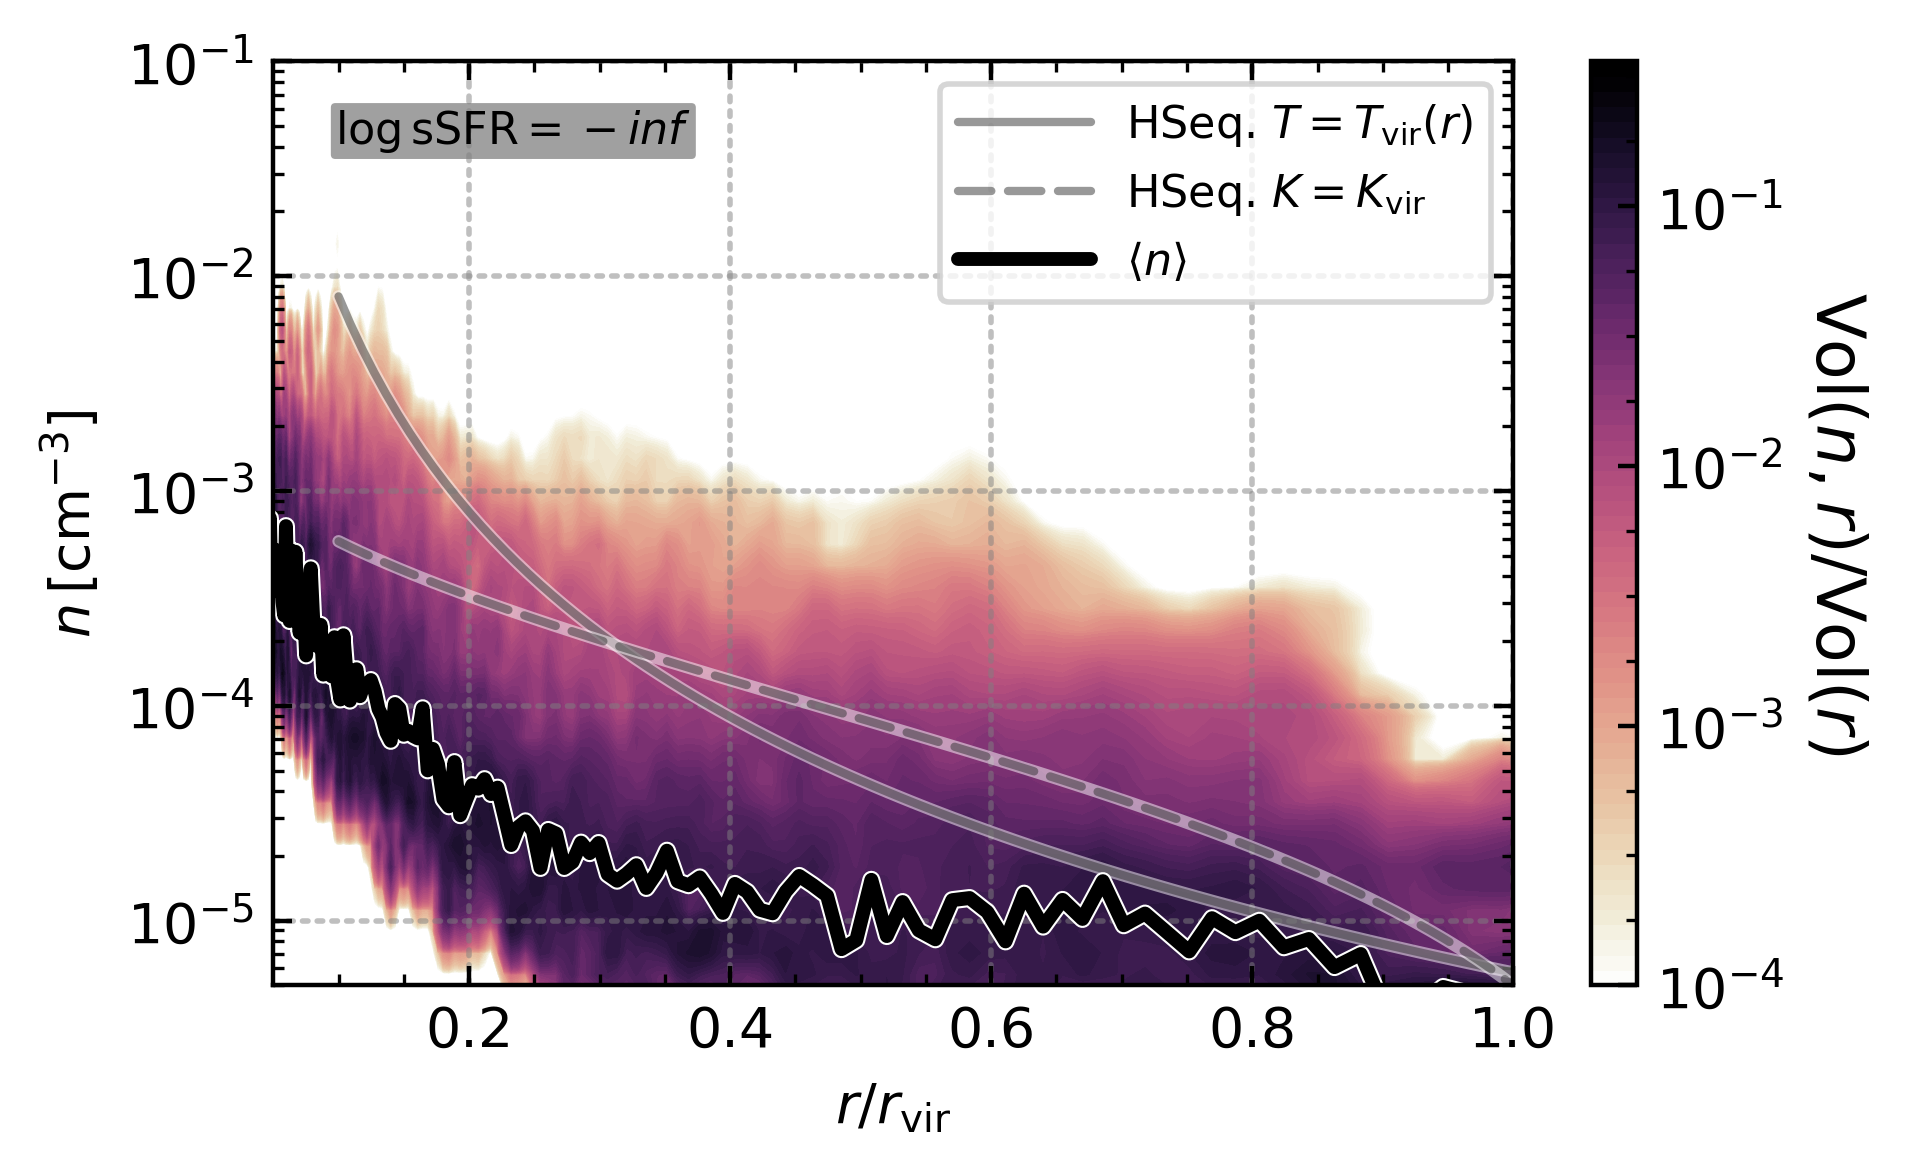 log sSFR = −inf
HSeq. T = T_vir(r)
HSeq. K = K_vir
⟨n⟩
10⁻¹
10⁻²
10⁻³
10⁻⁴
10⁻⁵
n [cm⁻³]
0.2 0.4 0.6 0.8 1.0
r/r_vir
10⁻¹
10⁻²
10⁻³
10⁻⁴
Vol(n, r)/Vol(r)